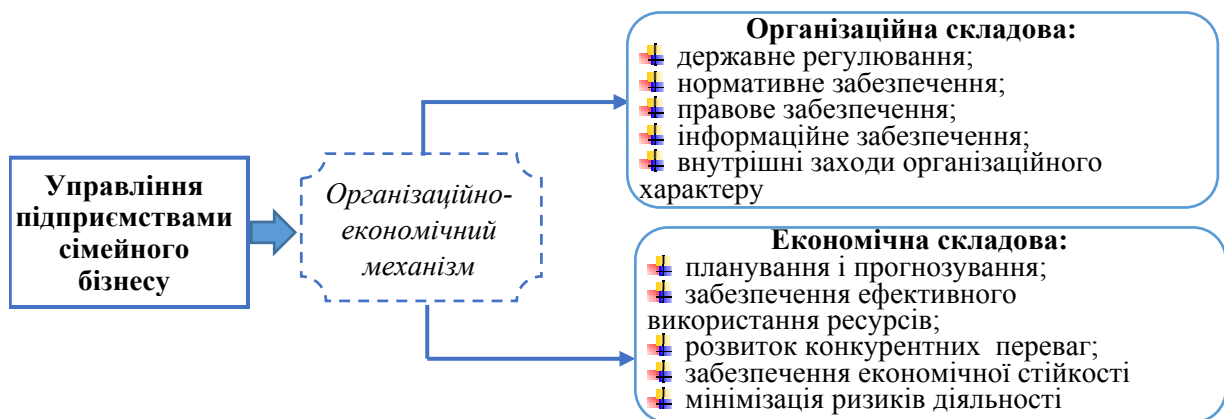 Управління
підприємствами
сімейного
бізнесу
Організаційно-
економічний
механізм
Організаційна складова:
державне регулювання;
нормативне забезпечення;
правове забезпечення;
інформаційне забезпечення;
внутрішні заходи організаційного
характеру
Економічна складова:
планування і прогнозування;
забезпечення ефективного
використання ресурсів;
розвиток конкурентних переваг;
забезпечення економічної стійкості
мінімізація ризиків діяльності